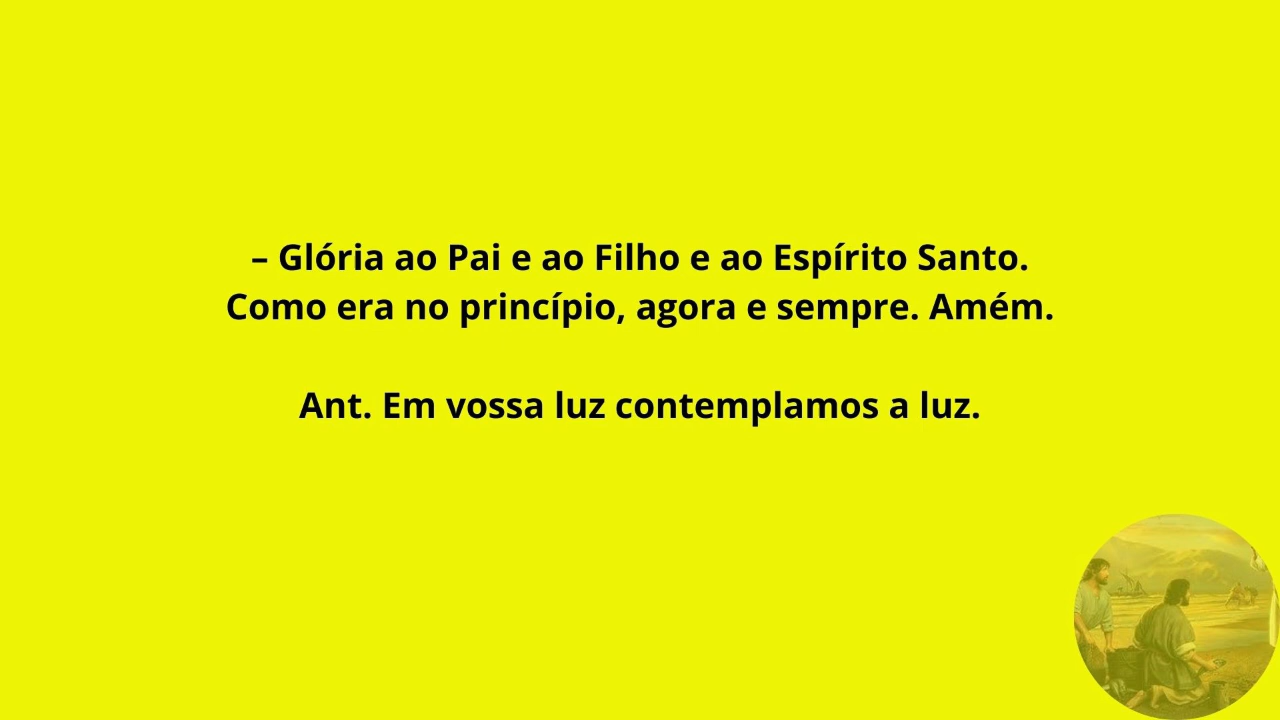 – Glória ao Pai e ao Filho e ao Espírito Santo.
Como era no princípio, agora e sempre. Amém.
Ant. Em vossa luz contemplamos a luz.